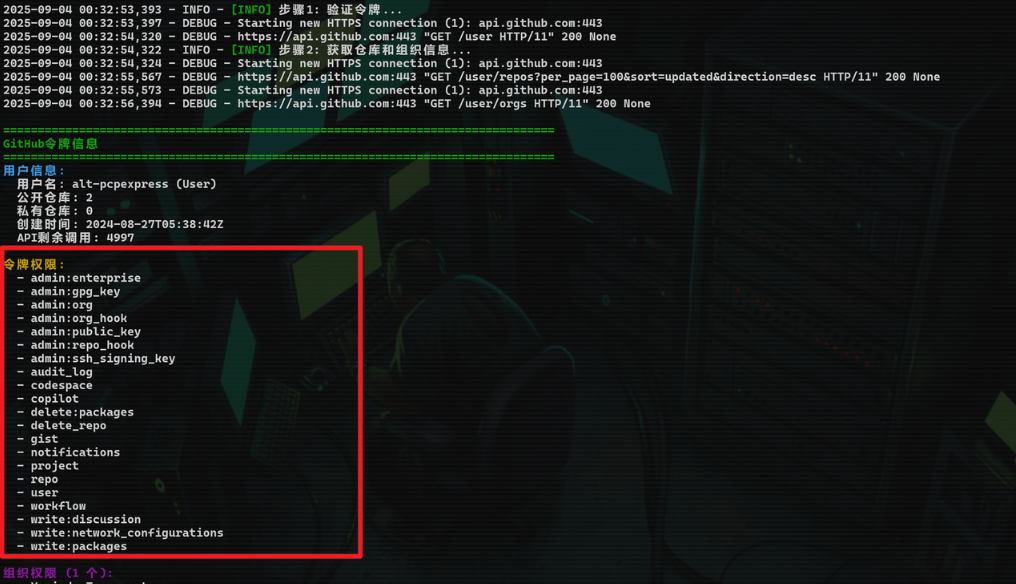 2025-09-04 00:32:53,393 - INFO - [INFO] 步骤1: 验证令牌...
2025-09-04 00:32:53,397 - DEBUG - Starting new HTTPS connection (1): api.github.com:443
2025-09-04 00:32:54,320 - DEBUG - https://api.github.com:443 "GET /user HTTP/11" 200 None
2025-09-04 00:32:54,322 - INFO - [INFO] 步骤2: 获取仓库和组织信息...
2025-09-04 00:32:54,324 - DEBUG - Starting new HTTPS connection (1): api.github.com:443
2025-09-04 00:32:55,567 - DEBUG - https://api.github.com:443 "GET /user/repos?per_page=100&sort=updated&direction=desc HTTP/11" 200 None
2025-09-04 00:32:55,573 - DEBUG - Starting new HTTPS connection (1): api.github.com:443
2025-09-04 00:32:56,394 - DEBUG - https://api.github.com:443 "GET /user/orgs HTTP/11" 200 None
================================================================================
GitHub令牌信息
================================================================================
用户信息:
用户名: alt-pcpexpress (User)
公开仓库: 2
私有仓库: 0
创建时间: 2024-08-27T05:38:42Z
API剩余调用: 4997
令牌权限:
- admin:enterprise
- admin:gpg_key
- admin:org
- admin:org_hook
- admin:public_key
- admin:repo_hook
- admin:ssh_signing_key
- audit_log
- codespace
- copilot
- delete:packages
- delete_repo
- gist
- notifications
- project
- repo
- user
- workflow
- write:discussion
- write:network_configurations
- write:packages
组织权限 (1 个):